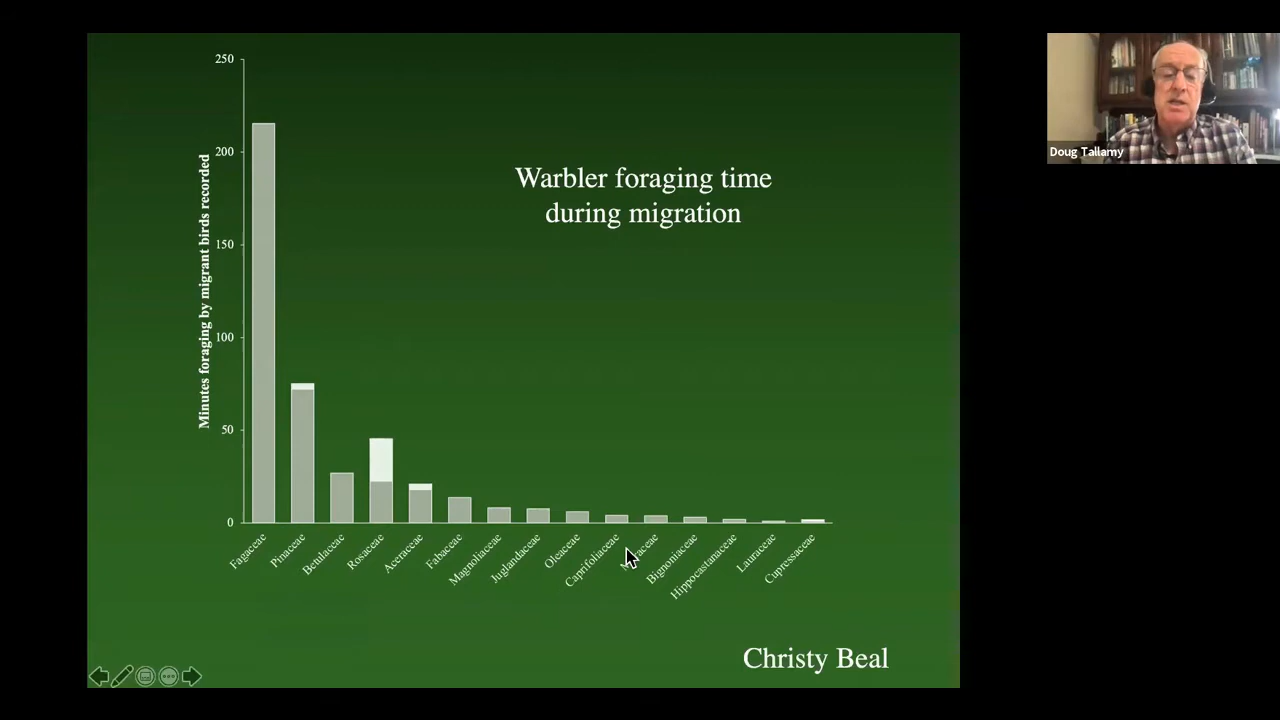 Warbler foraging time
during migration
Minutes foraging by migrant birds recorded
250
200
150
100
50
0
Fagaceae
Pinaceae
Betulaceae
Rosaceae
Aceraceae
Fabaceae
Magnoliaceae
Juglandaceae
Oleaceae
Caprifoliaceae
Bignoniaceae
Hippocastanaceae
Lauraceae
Cupressaceae
Christy Beal
Doug Tallamy